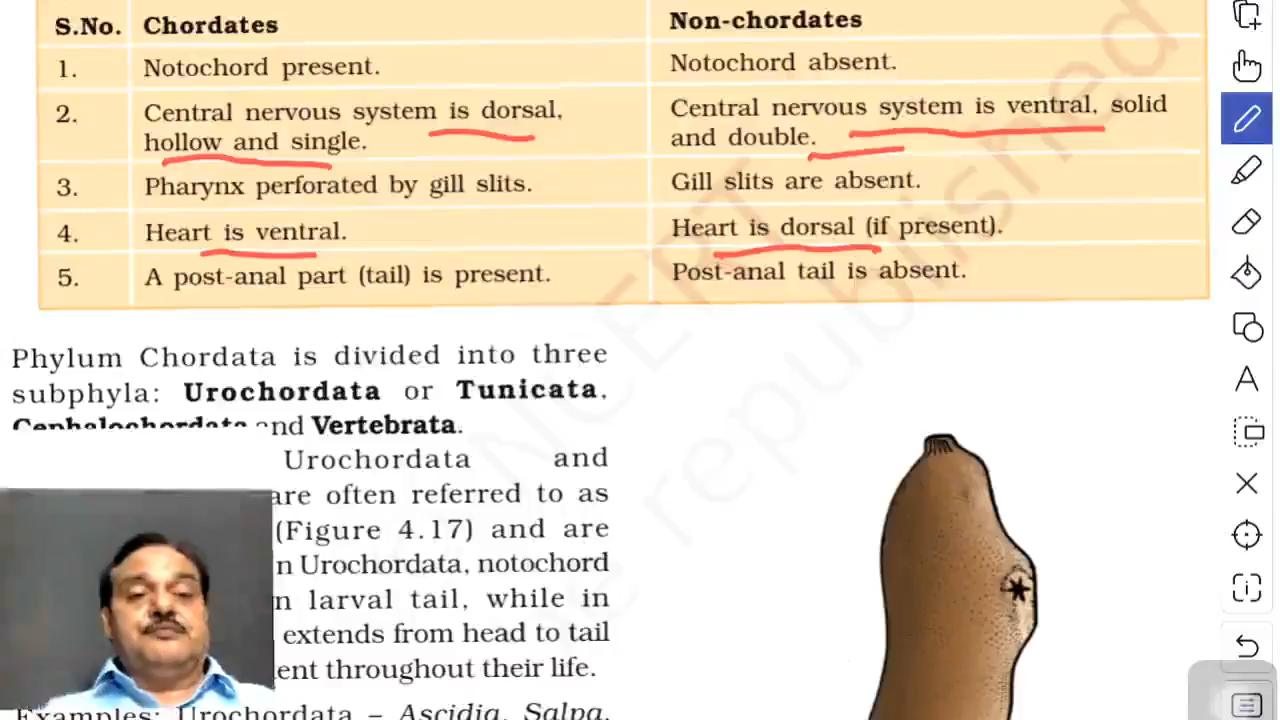 S.No. Chordates Non-chordates
1. Notochord present. Notochord absent.
2. Central nervous system is dorsal, Central nervous system is ventral, solid
hollow and single. and double.
3. Pharynx perforated by gill slits. Gill slits are absent.
4. Heart is ventral. Heart is dorsal (if present).
5. A post-anal part (tail) is present. Post-anal tail is absent.
Phylum Chordata is divided into three
subphyla: Urochordata or Tunicata,
Cephalochordata and Vertebrata.
Urochordata and
are often referred to as
(Figure 4.17) and are
n Urochordata, notochord
n larval tail, while in
extends from head to tail
ent throughout their life.
Examples: Urochordata – Ascidia, Salpa,
NCERT
be republished